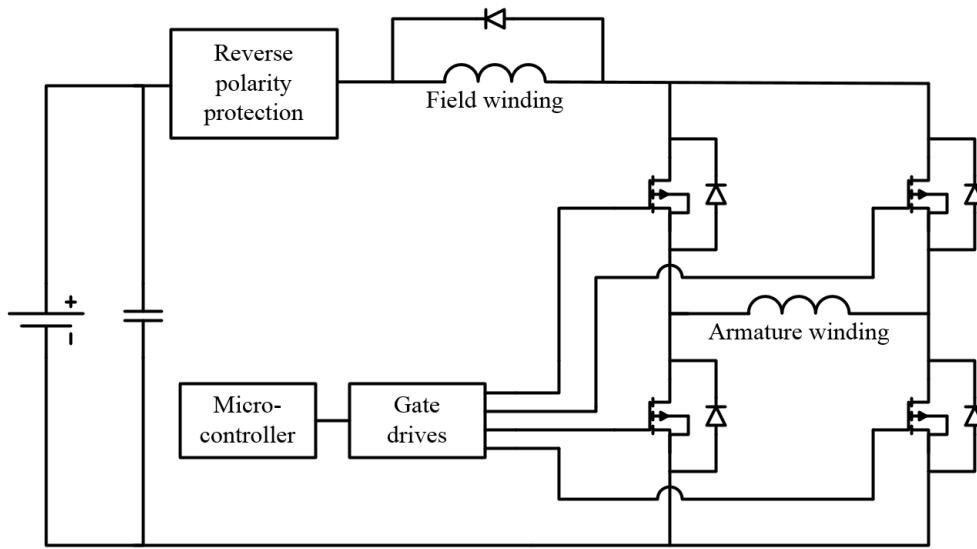 Reverse
polarity
protection
Field winding
+
Armature winding
Micro-
controller
Gate
drives